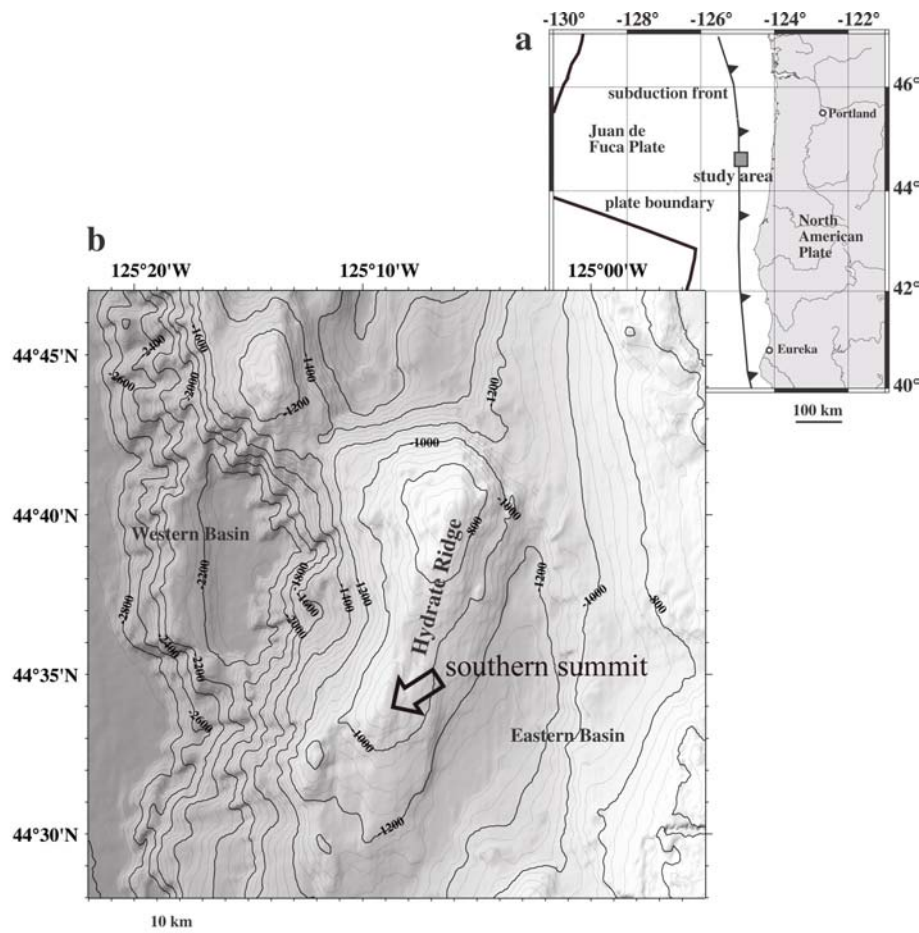 -130° -128° -126° -124° -122°
a
46°
subduction front
Portland
Juan de
Fuca Plate
study area
44°
plate boundary
North
American
Plate
42°
Eureka
40°
100 km
b
125°20'W 125°10'W 125°00'W
44°45'N
-1600
-2400
-2600
-2000
-1400
-1200
-1200
-1000
44°40'N
Western Basin
-2200
-1000
-800
Hydrate Ridge
-1800
-1600
-2000
-1400
-1200
-1200
-1000
-800
-2800
44°35'N
-2400
-2200
-2600
southern summit
-1000
Eastern Basin
44°30'N
-1200
10 km